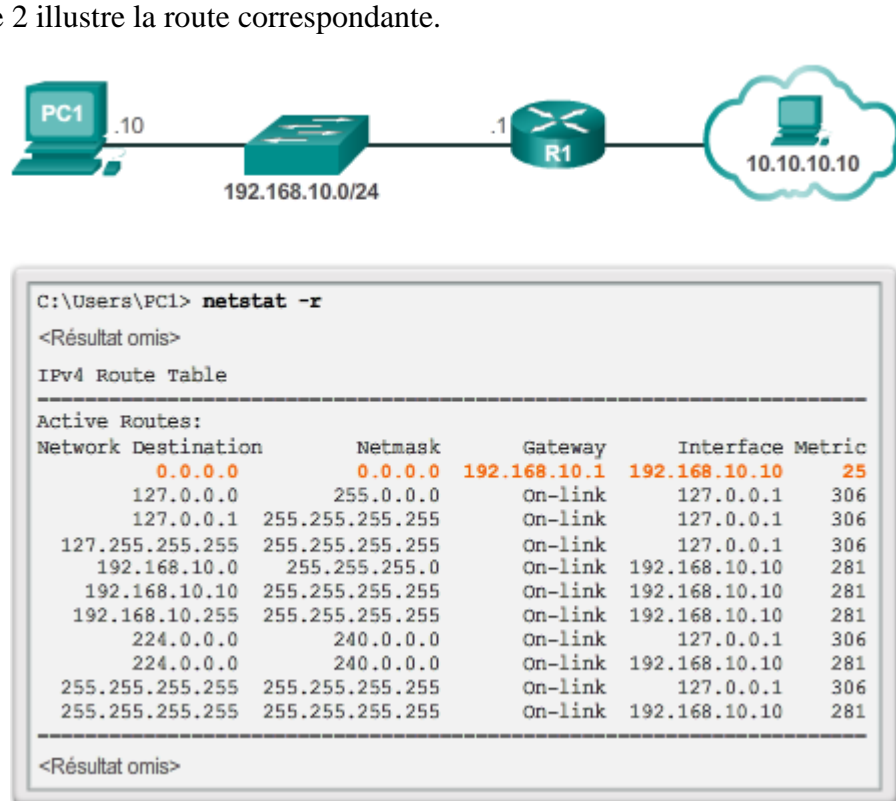 e 2 illustre la route correspondante.
PC1
.10
.1
R1
10.10.10.10
192.168.10.0/24
C:\Users\PC1> netstat -r
<Résultat omis>
IPv4 Route Table
Active Routes:
Network Destination Netmask Gateway Interface Metric
0.0.0.0 0.0.0.0 192.168.10.1 192.168.10.10 25
127.0.0.0 255.0.0.0 On-link 127.0.0.1 306
127.0.0.1 255.255.255.255 On-link 127.0.0.1 306
127.255.255.255 255.255.255.255 On-link 127.0.0.1 306
192.168.10.0 255.255.255.0 On-link 192.168.10.10 281
192.168.10.10 255.255.255.255 On-link 192.168.10.10 281
192.168.10.255 255.255.255.255 On-link 192.168.10.10 281
224.0.0.0 240.0.0.0 On-link 127.0.0.1 306
224.0.0.0 240.0.0.0 On-link 192.168.10.10 281
255.255.255.255 255.255.255.255 On-link 127.0.0.1 306
255.255.255.255 255.255.255.255 On-link 192.168.10.10 281
<Résultat omis>